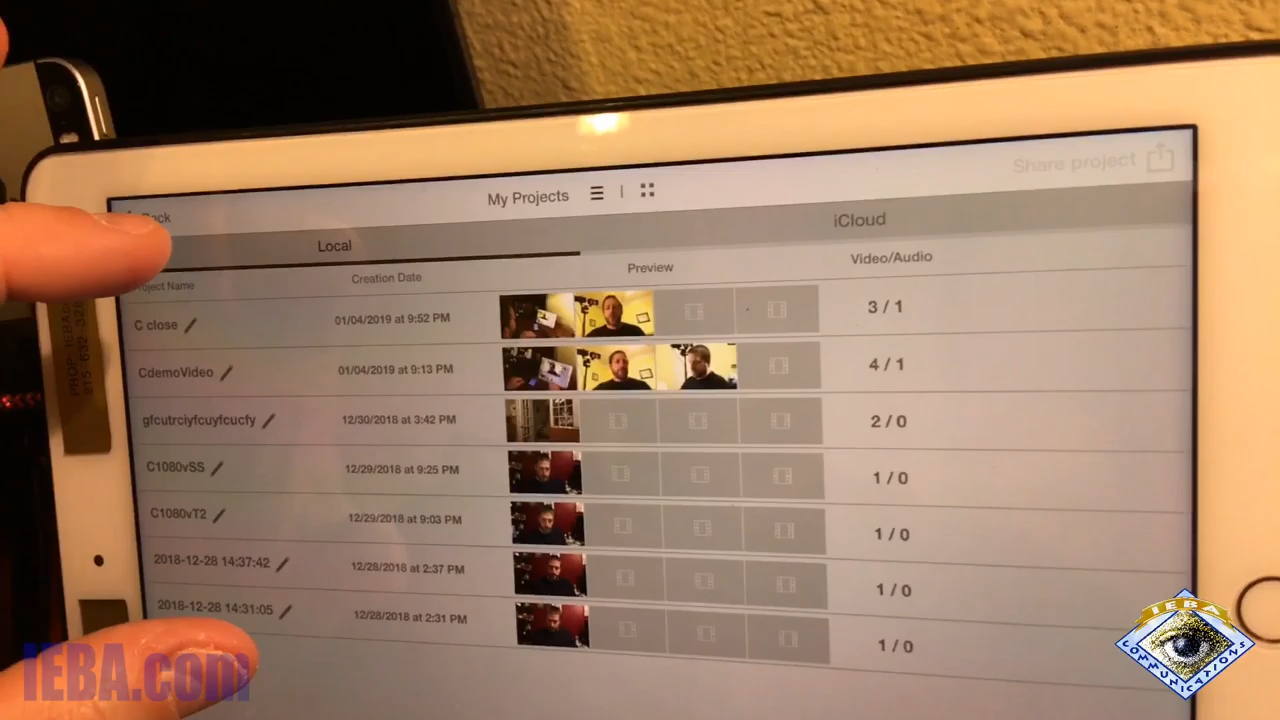 Share project
My Projects
Back
Local
iCloud
Project Name
Creation Date
Preview
Video/Audio
C close
01/04/2019 at 9:52 PM
3 / 1
CdemoVideo
01/04/2019 at 9:13 PM
4 / 1
gfcutrciyfcuyfcucfy
12/30/2018 at 3:42 PM
2 / 0
C1080vSS
12/29/2018 at 9:25 PM
1 / 0
C1080vT2
12/29/2018 at 9:03 PM
1 / 0
2018-12-28 14:37:42
12/28/2018 at 2:37 PM
1 / 0
2018-12-28 14:31:05
12/28/2018 at 2:31 PM
1 / 0
IEBA.com
IEBA
COMMUNICATIONS